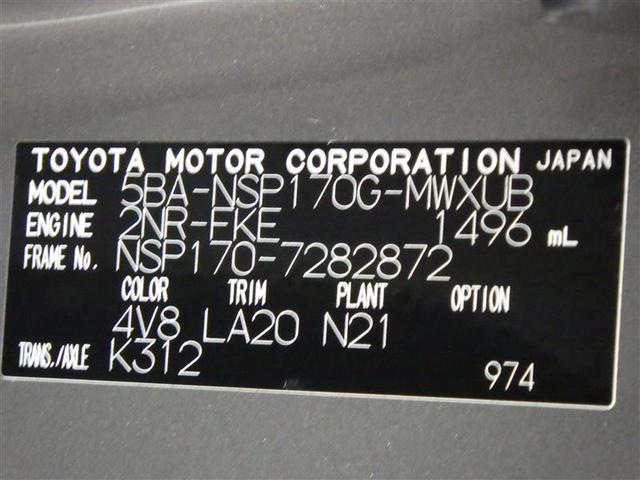 TOYOTA MOTOR CORPORATION JAPAN
MODEL 5BA-NSP170G-MWXUB
ENGINE 2NR-FKE 1496 mL
FRAME No. NSP170-7282872
COLOR TRIM PLANT OPTION
4V8 LA20 N21
TRANS./AXLE K312
974